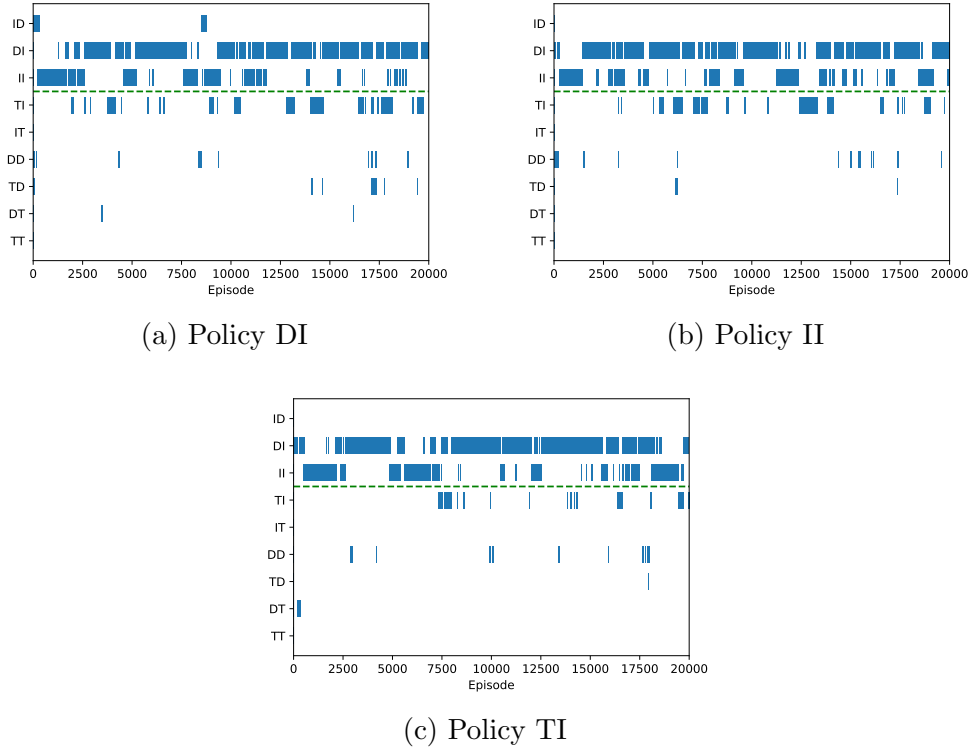 ID
DI
II
TI
IT
DD
TD
DT
TT
0 2500 5000 7500 10000 12500 15000 17500 20000
Episode
(a) Policy DI
ID
DI
II
TI
IT
DD
TD
DT
TT
0 2500 5000 7500 10000 12500 15000 17500 20000
Episode
(b) Policy II
ID
DI
II
TI
IT
DD
TD
DT
TT
0 2500 5000 7500 10000 12500 15000 17500 20000
Episode
(c) Policy TI